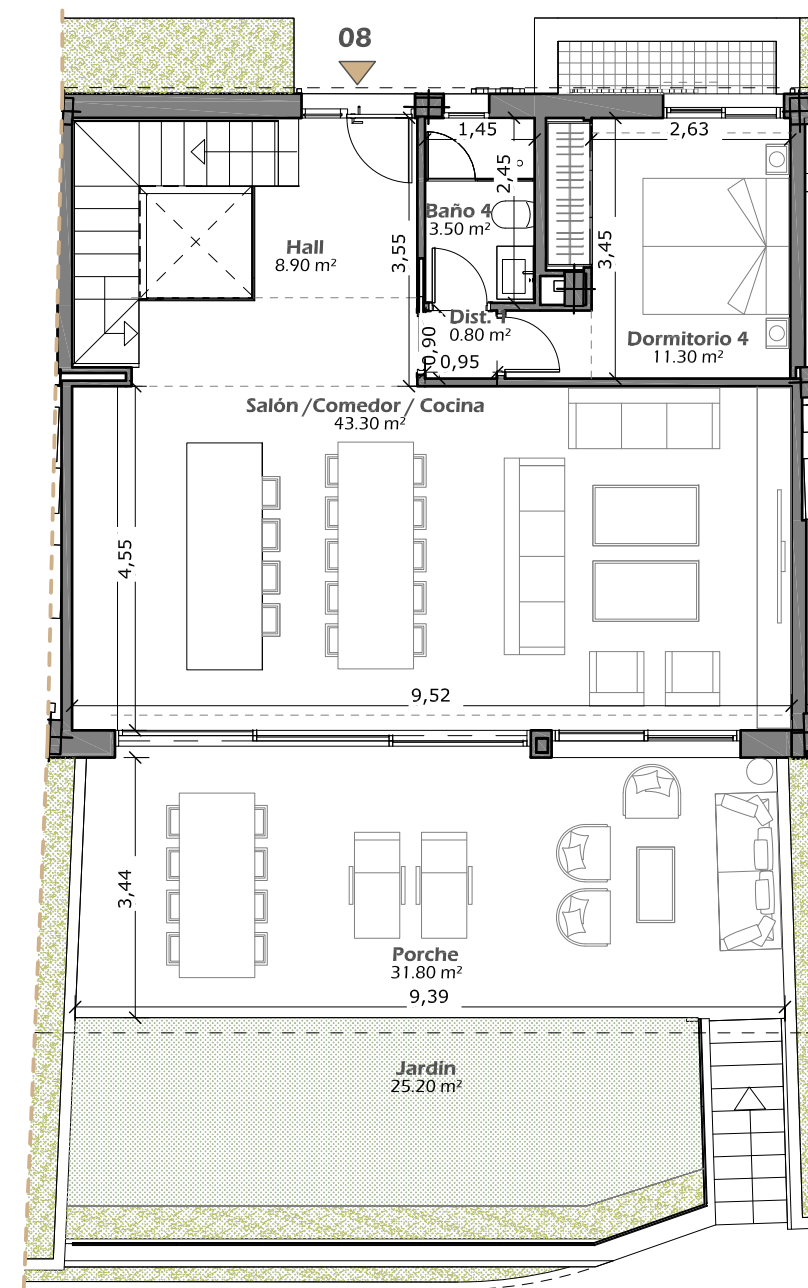 08
1,45
2,63
2,45
Baño 4
3.50 m²
Hall
8.90 m²
3,55
3,45
Dist. 4
0.80 m²
0,90
0,95
Dormitorio 4
11.30 m²
Salón /Comedor / Cocina
43.30 m²
4,55
9,52
3,44
Porche
31.80 m²
9,39
Jardin
25.20 m²